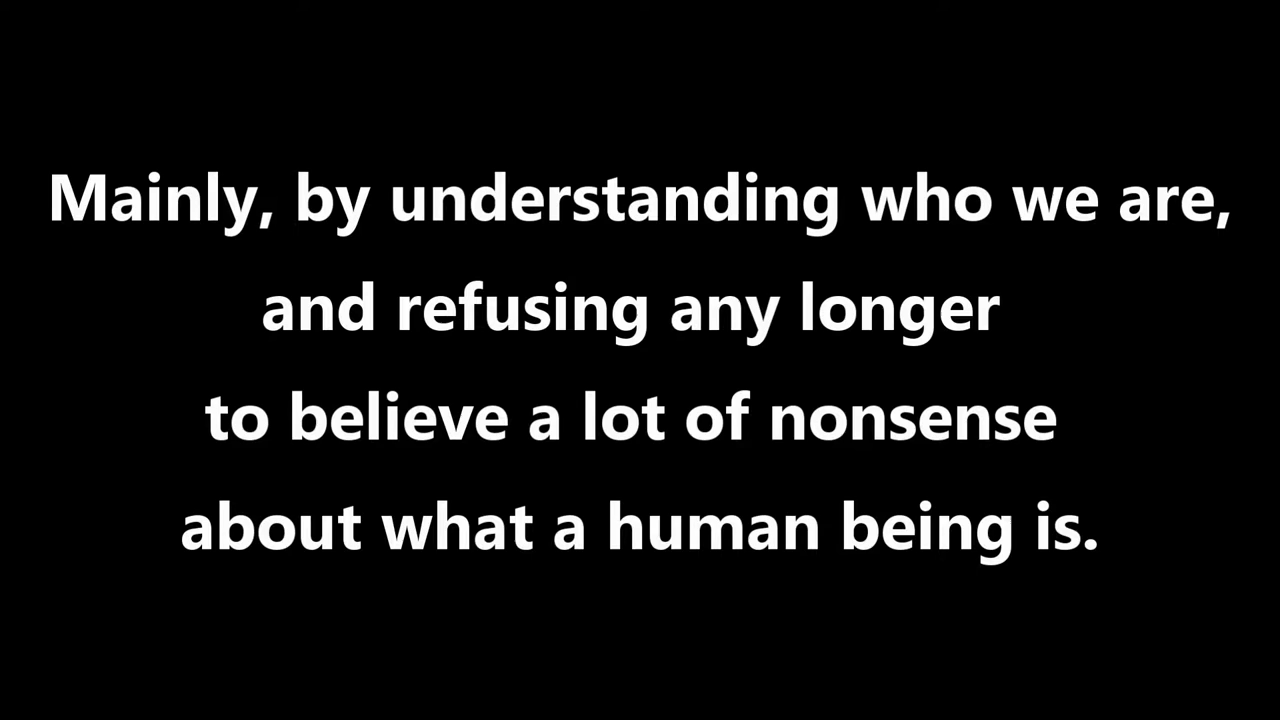 Mainly, by understanding who we are,
and refusing any longer
to believe a lot of nonsense
about what a human being is.